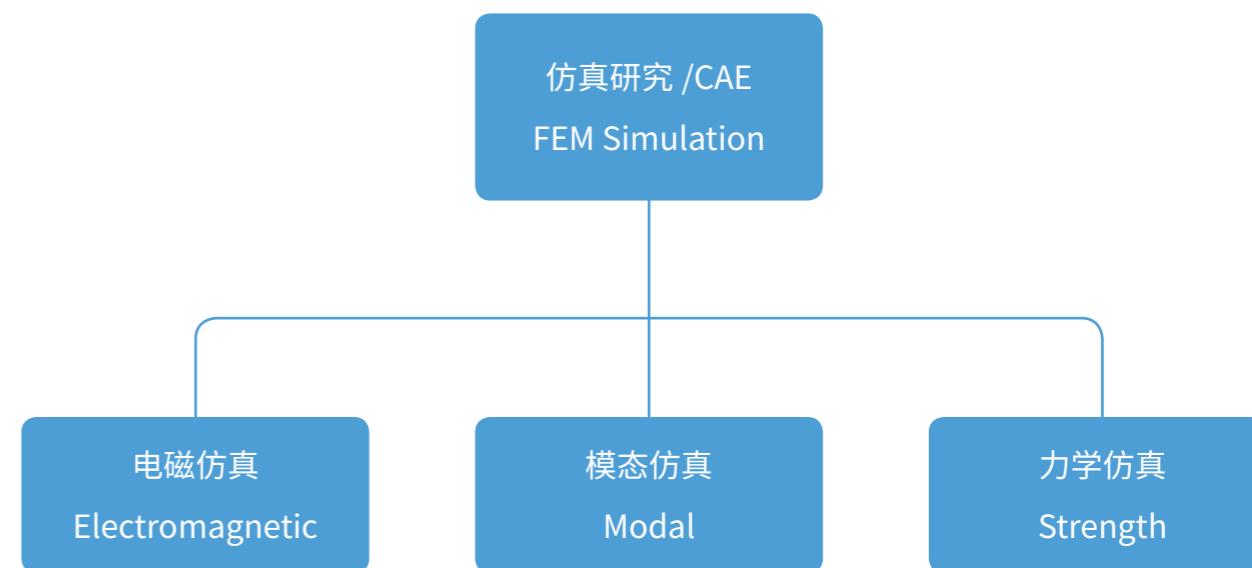 仿真研究 /CAE
FEM Simulation
电磁仿真
Electromagnetic
模态仿真
Modal
力学仿真
Strength